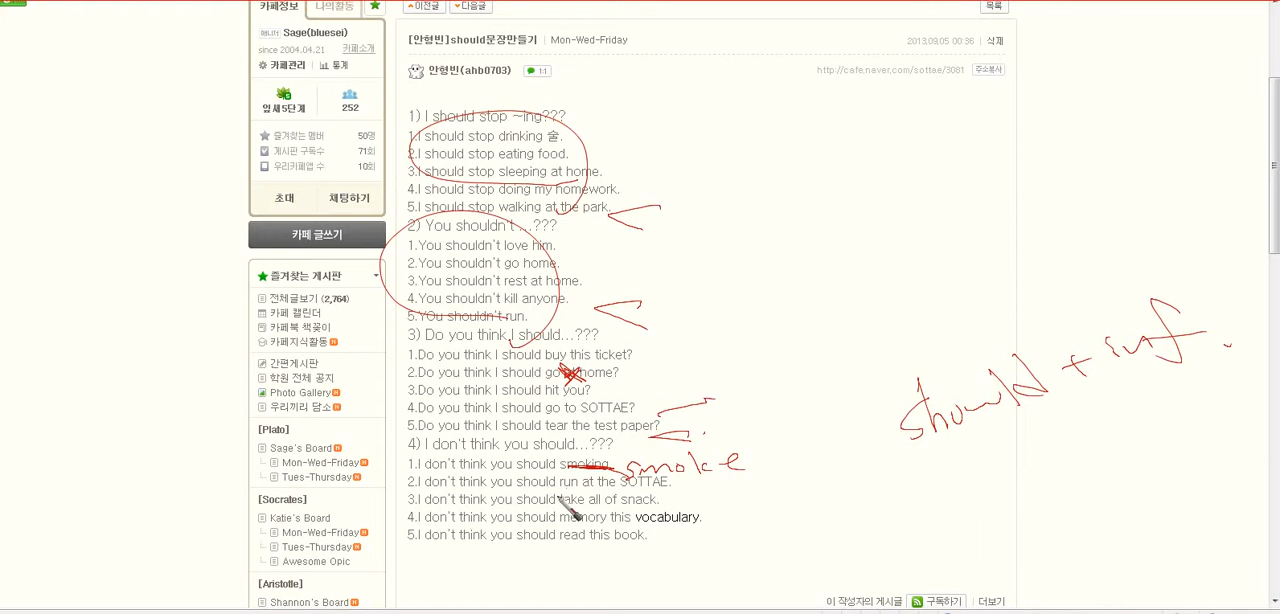 카페정보 나의활동
이전글 다음글 목록
매니저 Sage(bluesei)
since 2004.04.21 카페소개
카페관리 통계
잎새5단계 252
즐겨찾는 멤버 50명
게시판 구독수 71회
우리카페앱 수 10회
초대 채팅하기
카페 글쓰기
즐겨찾는 게시판
전체글보기 (2,764)
카페 캘린더
카페북 책꽂이
카페지식활동
간편게시판
학원 전체 공지
Photo Gallery
우리끼리 담소
[Plato]
Sage's Board
Mon-Wed-Friday
Tues-Thursday
[Socrates]
Katie's Board
Mon-Wed-Friday
Tues-Thursday
Awesome Opic
[Aristotle]
Shannon's Board
[안형빈]should문장만들기 Mon-Wed-Friday 2013,09,05 00:36 삭제
안형빈(ahb0703) 1:1 http://cafe.naver.com/sottae/3081 주소복사
1) I should stop ~ing???
1.I should stop drinking 술.
2.I should stop eating food.
3.I should stop sleeping at home.
4.I should stop doing my homework.
5.I should stop walking at the park.
2) You shouldn't ...???
1.You shouldn't love him.
2.You shouldn't go home.
3.You shouldn't rest at home.
4.You shouldn't kill anyone.
5.YOu shouldn't run.
3) Do you think I should...???
1.Do you think I should buy this ticket?
2.Do you think I should go home?
3.Do you think I should hit you?
4.Do you think I should go to SOTTAE?
5.Do you think I should tear the test paper?
4) I don't think you should...???
1.I don't think you should smoking. smoke
2.I don't think you should run at the SOTTAE.
3.I don't think you should take all of snack.
4.I don't think you should memory this vocabulary.
5.I don't think you should read this book.
should + inf.
이 작성자의 게시글 구독하기 더보기